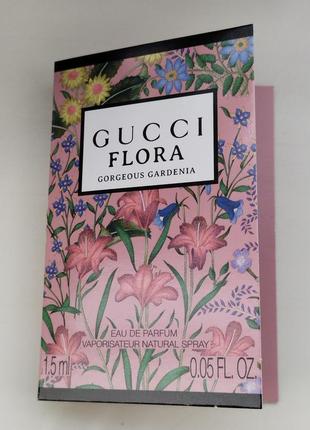 GUCCI
FLORA
GORGEOUS GARDENIA
EAU DE PARFUM
VAPORISATEUR NATURAL SPRAY
1.5 ml 0.05 FL. OZ.